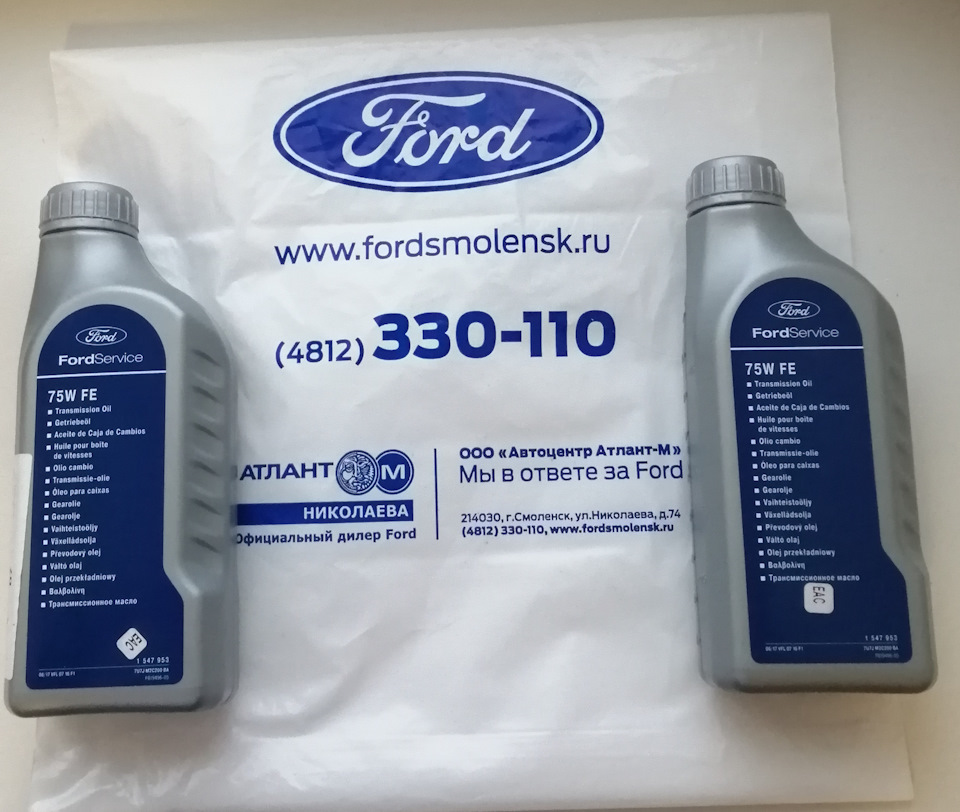 Ford
www.fordsmolensk.ru
(4812) 330-110
АТЛАНТ М
НИКОЛАЕВА
Официальный дилер Ford
ООО «Автоцентр Атлант-М»
Мы в ответе за Ford
214030, г.Смоленск, ул.Николаева, д.74
(4812) 330-110, www.fordsmolensk.ru
Ford
FordService
75W FE
Transmission Oil
Getriebeöl
Aceite de Caja de Cambios
Huile pour boite
de vitesses
Olio cambio
Transmissie-olie
Óleo para caixas
Gearolie
Gearolje
Vaihteistoöljy
Växellådsolja
Převodový olej
Váltó olaj
Olej przekładniowy
Βαλβολίνη
Трансмиссионное масло
EAC
1 547 953
Ford
FordService
75W FE
Transmission Oil
Getriebeöl
Aceite de Caja de Cambios
Huile pour boite
de vitesses
Olio cambio
Transmissie-olie
Óleo para caixas
Gearolie
Gearolje
Vaihteistoöljy
Växellådsolja
Převodový olej
Váltó olaj
Olej przekładniowy
Βαλβολίνη
Трансмиссионное масло
EAC
1 547 953